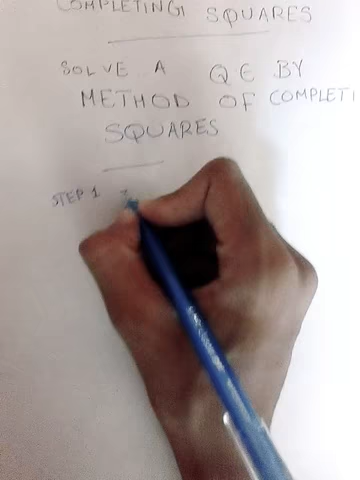 COMPLETING SQUARES
SOLVE A QE BY
METHOD OF COMPLETI
SQUARES
STEP 1